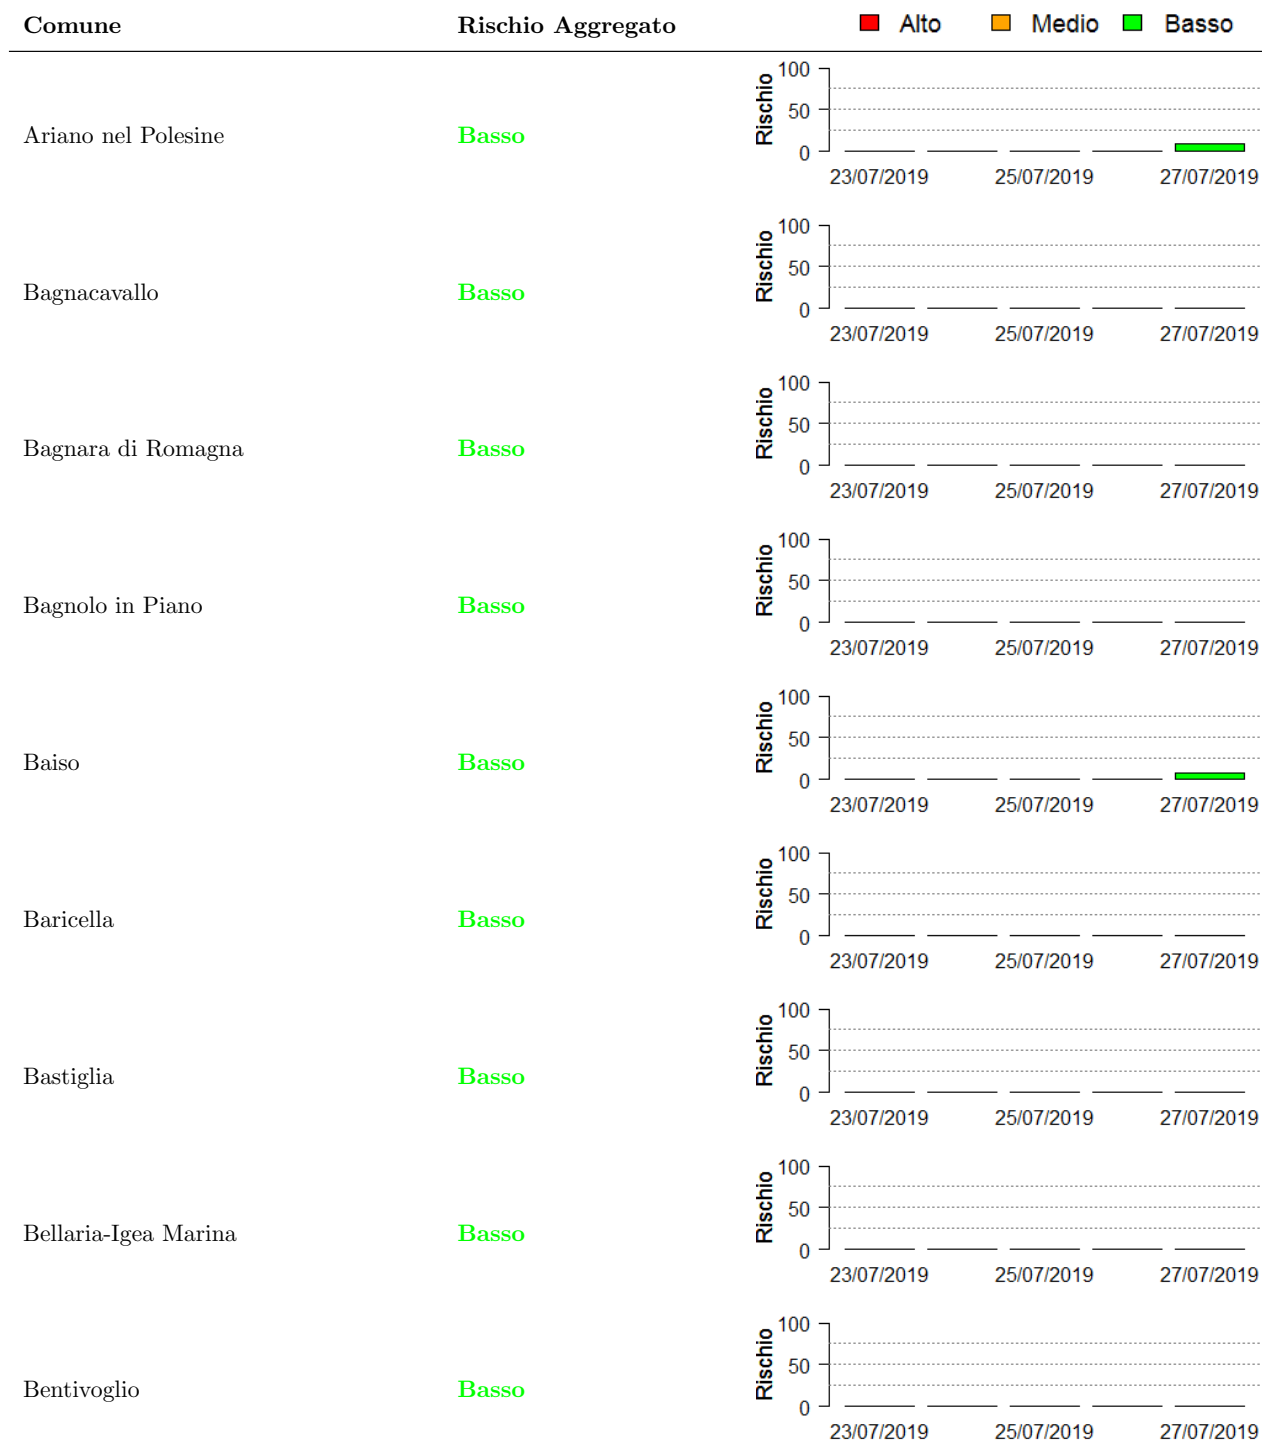 Comune Rischio Aggregato Alto Medio Basso
Ariano nel Polesine Basso Rischio 100 50 0
23/07/2019 25/07/2019 27/07/2019
Bagnacavallo Basso Rischio 100 50 0
23/07/2019 25/07/2019 27/07/2019
Bagnara di Romagna Basso Rischio 100 50 0
23/07/2019 25/07/2019 27/07/2019
Bagnolo in Piano Basso Rischio 100 50 0
23/07/2019 25/07/2019 27/07/2019
Baiso Basso Rischio 100 50 0
23/07/2019 25/07/2019 27/07/2019
Baricella Basso Rischio 100 50 0
23/07/2019 25/07/2019 27/07/2019
Bastiglia Basso Rischio 100 50 0
23/07/2019 25/07/2019 27/07/2019
Bellaria-Igea Marina Basso Rischio 100 50 0
23/07/2019 25/07/2019 27/07/2019
Bentivoglio Basso Rischio 100 50 0
23/07/2019 25/07/2019 27/07/2019